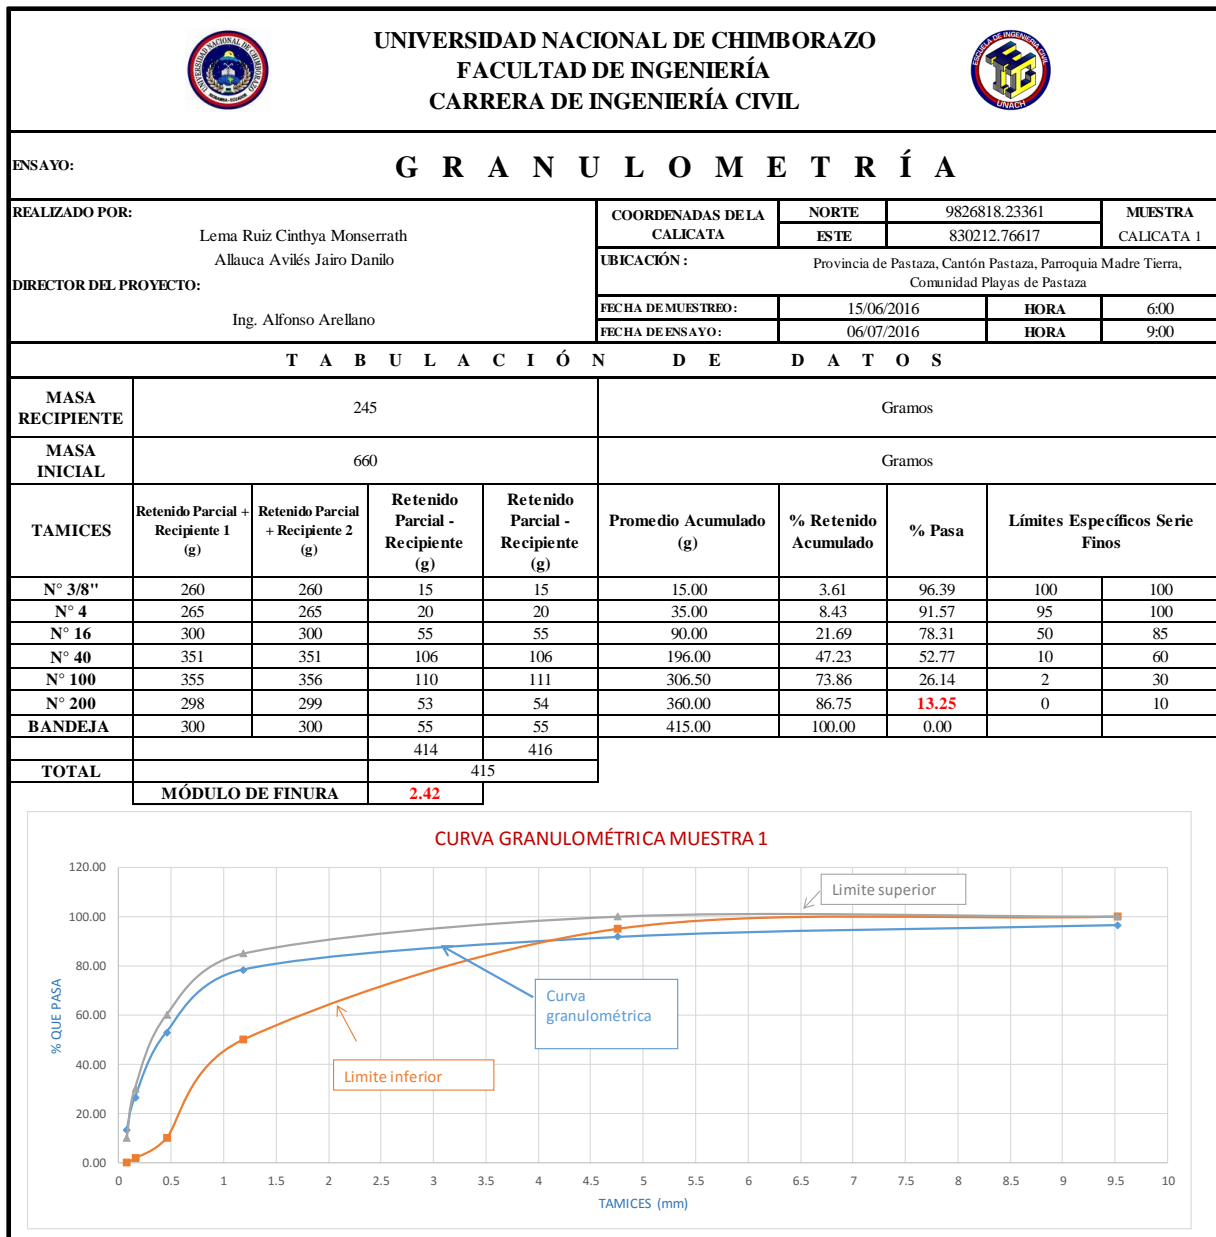 UNIVERSIDAD NACIONAL DE CHIMBORAZO
FACULTAD DE INGENIERÍA
CARRERA DE INGENIERÍA CIVIL
UNIVERSIDAD NACIONAL DE CHIMBORAZO
RIOBAMBA - ECUADOR
ESCUELA DE INGENIERIA CIVIL
UNACH
ENSAYO:
G R A N U L O M E T R Í A
REALIZADO POR:
Lema Ruiz Cinthya Monserrath
Allauca Avilés Jairo Danilo
DIRECTOR DEL PROYECTO:
Ing. Alfonso Arellano
COORDENADAS DE LA CALICATA
NORTE 9826818.23361 MUESTRA
ESTE 830212.76617 CALICATA 1
UBICACIÓN :
Provincia de Pastaza, Cantón Pastaza, Parroquia Madre Tierra,
Comunidad Playas de Pastaza
FECHA DE MUESTREO: 15/06/2016 HORA 6:00
FECHA DE ENSAYO: 06/07/2016 HORA 9:00
T A B U L A C I Ó N D E D A T O S
MASA RECIPIENTE 245 Gramos
MASA INICIAL 660 Gramos
TAMICES Retenido Parcial + Recipiente 1 (g) Retenido Parcial + Recipiente 2 (g) Retenido Parcial - Recipiente (g) Retenido Parcial - Recipiente (g) Promedio Acumulado (g) % Retenido Acumulado % Pasa Límites Específicos Serie Finos
N° 3/8" 260 260 15 15 15.00 3.61 96.39 100 100
N° 4 265 265 20 20 35.00 8.43 91.57 95 100
N° 16 300 300 55 55 90.00 21.69 78.31 50 85
N° 40 351 351 106 106 196.00 47.23 52.77 10 60
N° 100 355 356 110 111 306.50 73.86 26.14 2 30
N° 200 298 299 53 54 360.00 86.75 13.25 0 10
BANDEJA 300 300 55 55 415.00 100.00 0.00
414 416
TOTAL 415
MÓDULO DE FINURA 2.42
CURVA GRANULOMÉTRICA MUESTRA 1
% QUE PASA
120.00
100.00
80.00
60.00
40.00
20.00
0.00
Limite superior
Curva
granulométrica
Limite inferior
0 0.5 1 1.5 2 2.5 3 3.5 4 4.5 5 5.5 6 6.5 7 7.5 8 8.5 9 9.5 10
TAMICES (mm)